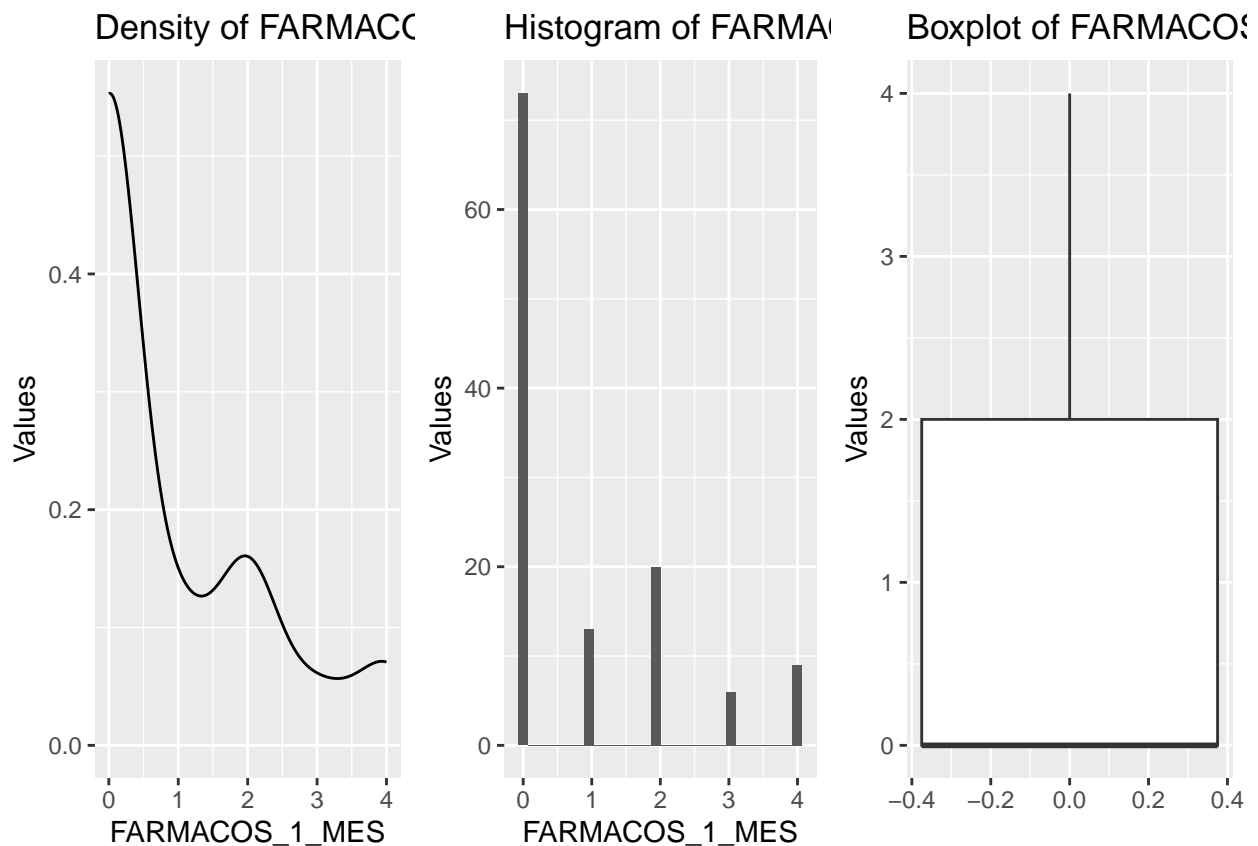 Density of FARMACO
Values
0.4
0.2
0.0
0 1 2 3 4
FARMACOS_1_MES
Histogram of FARMA
Values
60
40
20
0
0 1 2 3 4
FARMACOS_1_MES
Boxplot of FARMACOS
Values
4
3
2
1
0
−0.4 −0.2 0.0 0.2 0.4